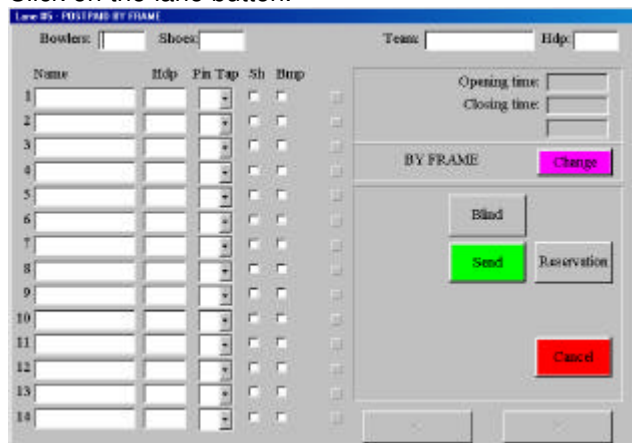 Click on the lane button.
Lane #5 - POSTPAID BY FRAME
Bowlers: Shoes: Team: Hdp:
Name Hdp Pin Tap Sh Bmp
Opening time:
Closing time:
1
2
3
BY FRAME Change
4
5
6
Blind
7
8
Send Reservation
9
10
11
12
Cancel
13
14